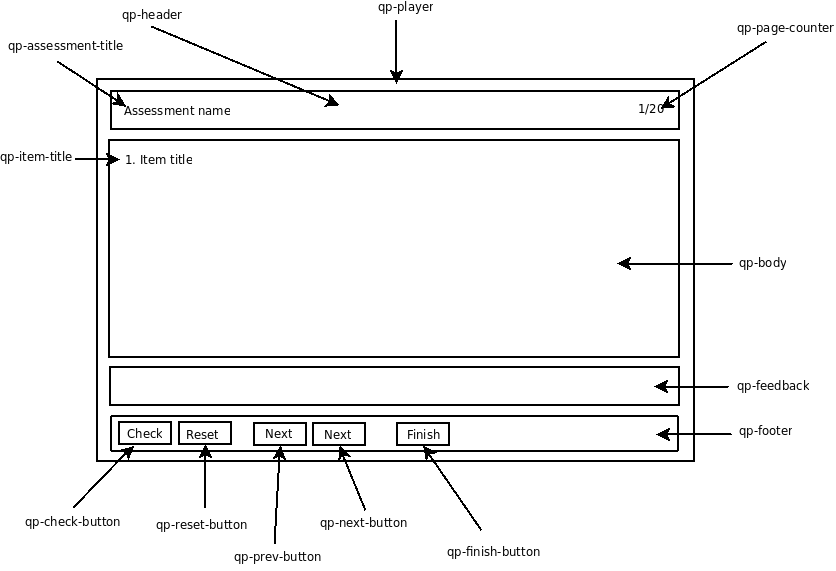 qp-player
qp-header
qp-page-counter
qp-assessment-title
Assessment name
1/20
qp-item-title
1. Item title
qp-body
qp-feedback
qp-footer
Check
Reset
Next
Next
Finish
qp-check-button
qp-reset-button
qp-next-button
qp-prev-button
qp-finish-button